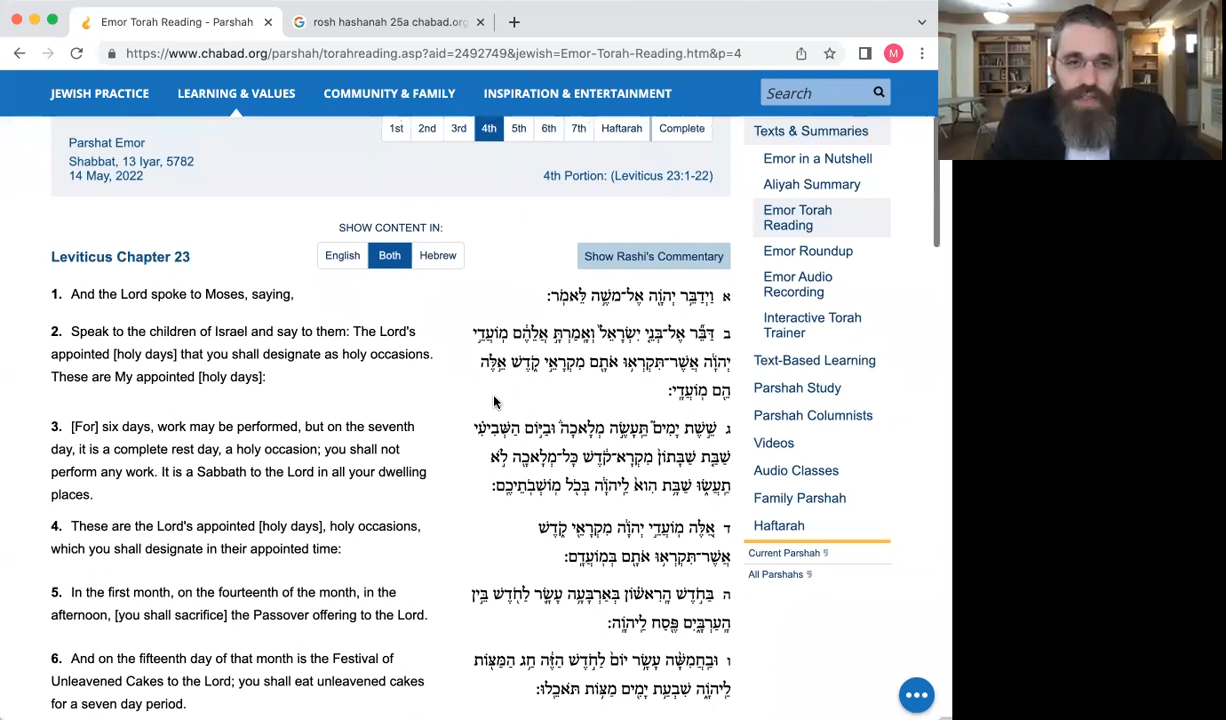 Emor Torah Reading - Parshah
rosh hashanah 25a chabad.org
https://www.chabad.org/parshah/torahreading.asp?aid=2492749&jewish=Emor-Torah-Reading.htm&p=4
M
JEWISH PRACTICE LEARNING & VALUES COMMUNITY & FAMILY INSPIRATION & ENTERTAINMENT Search
1st 2nd 3rd 4th 5th 6th 7th Haftarah Complete
Parshat Emor
Shabbat, 13 Iyar, 5782
14 May, 2022
4th Portion: (Leviticus 23:1-22)
SHOW CONTENT IN:
English Both Hebrew
Leviticus Chapter 23
Show Rashi's Commentary
1. And the Lord spoke to Moses, saying,
א וַיְדַבֵּ֥ר יְהֹוָ֖ה אֶל־משֶׁ֥ה לֵּאמֹֽר:
2. Speak to the children of Israel and say to them: The Lord's
appointed [holy days] that you shall designate as holy occasions.
These are My appointed [holy days]:
ב דַּבֵּ֞ר אֶל־בְּנֵ֤י יִשְׂרָאֵל֙ וְאָֽמַרְתָּ֣ אֲלֵהֶ֔ם מֽוֹעֲדֵ֣י
יְהֹוָ֔ה אֲשֶׁר־תִּקְרְא֥וּ אֹתָ֖ם מִקְרָאֵ֣י קֹ֑דֶשׁ אֵ֥לֶּה
הֵ֖ם מֽוֹעֲדָֽי:
3. [For] six days, work may be performed, but on the seventh
day, it is a complete rest day, a holy occasion; you shall not
perform any work. It is a Sabbath to the Lord in all your dwelling
places.
ג שֵׁ֣שֶׁת יָמִים֘ תֵּֽעָשֶׂ֣ה מְלָאכָה֒ וּבַיּ֣וֹם הַשְּׁבִיעִ֗י
שַׁבַּ֤ת שַׁבָּתוֹן֙ מִקְרָא־קֹ֔דֶשׁ כָּל־מְלָאכָ֖ה לֹ֣א
תַֽעֲשׂ֑וּ שַׁבָּ֥ת הִוא֙ לַֽיהֹוָ֔ה בְּכֹ֖ל מֽוֹשְׁבֹֽתֵיכֶֽם:
4. These are the Lord's appointed [holy days], holy occasions,
which you shall designate in their appointed time:
ד אֵ֚לֶּה מֽוֹעֲדֵ֣י יְהֹוָ֔ה מִקְרָאֵ֖י קֹ֑דֶשׁ
אֲשֶׁר־תִּקְרְא֥וּ אֹתָ֖ם בְּמֽוֹעֲדָֽם:
5. In the first month, on the fourteenth of the month, in the
afternoon, [you shall sacrifice] the Passover offering to the Lord.
ה בַּחֹ֣דֶשׁ הָֽרִאשׁ֗וֹן בְּאַרְבָּעָ֥ה עָשָׂ֛ר לַחֹ֖דֶשׁ בֵּ֣ין
הָֽעַרְבָּ֑יִם פֶּ֖סַח לַֽיהֹוָֽה:
6. And on the fifteenth day of that month is the Festival of
Unleavened Cakes to the Lord; you shall eat unleavened cakes
for a seven day period.
ו וּבַֽחֲמִשָּׁ֨ה עָשָׂ֥ר יוֹם֙ לַחֹ֣דֶשׁ הַזֶּ֔ה חַ֥ג הַמַּצּ֖וֹת
לַֽיהֹוָ֑ה שִׁבְעַ֥ת יָמִ֖ים מַצּ֥וֹת תֹּאכֵֽלוּ:
Texts & Summaries
Emor in a Nutshell
Aliyah Summary
Emor Torah
Reading
Emor Roundup
Emor Audio
Recording
Interactive Torah
Trainer
Text-Based Learning
Parshah Study
Parshah Columnists
Videos
Audio Classes
Family Parshah
Haftarah
Current Parshah
All Parshahs